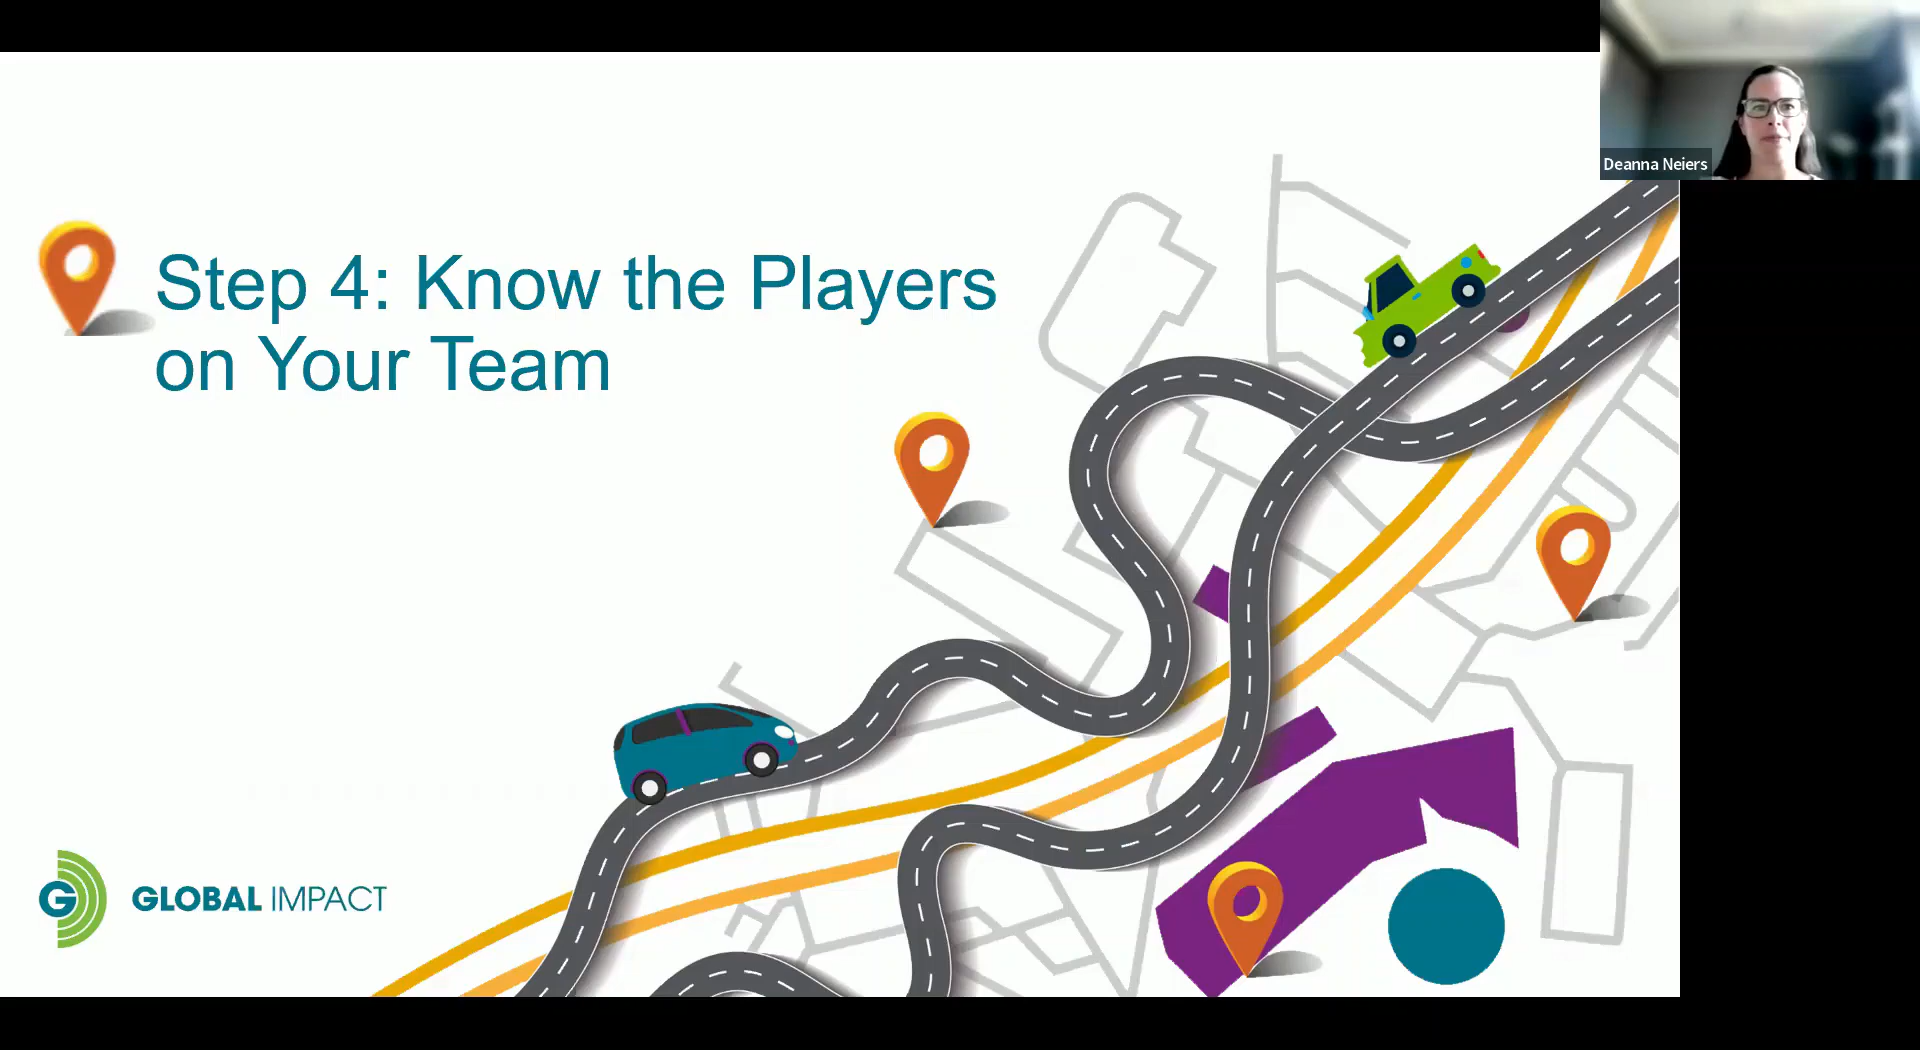 Deanna Neiers
Step 4: Know the Players
on Your Team
G
GLOBAL IMPACT